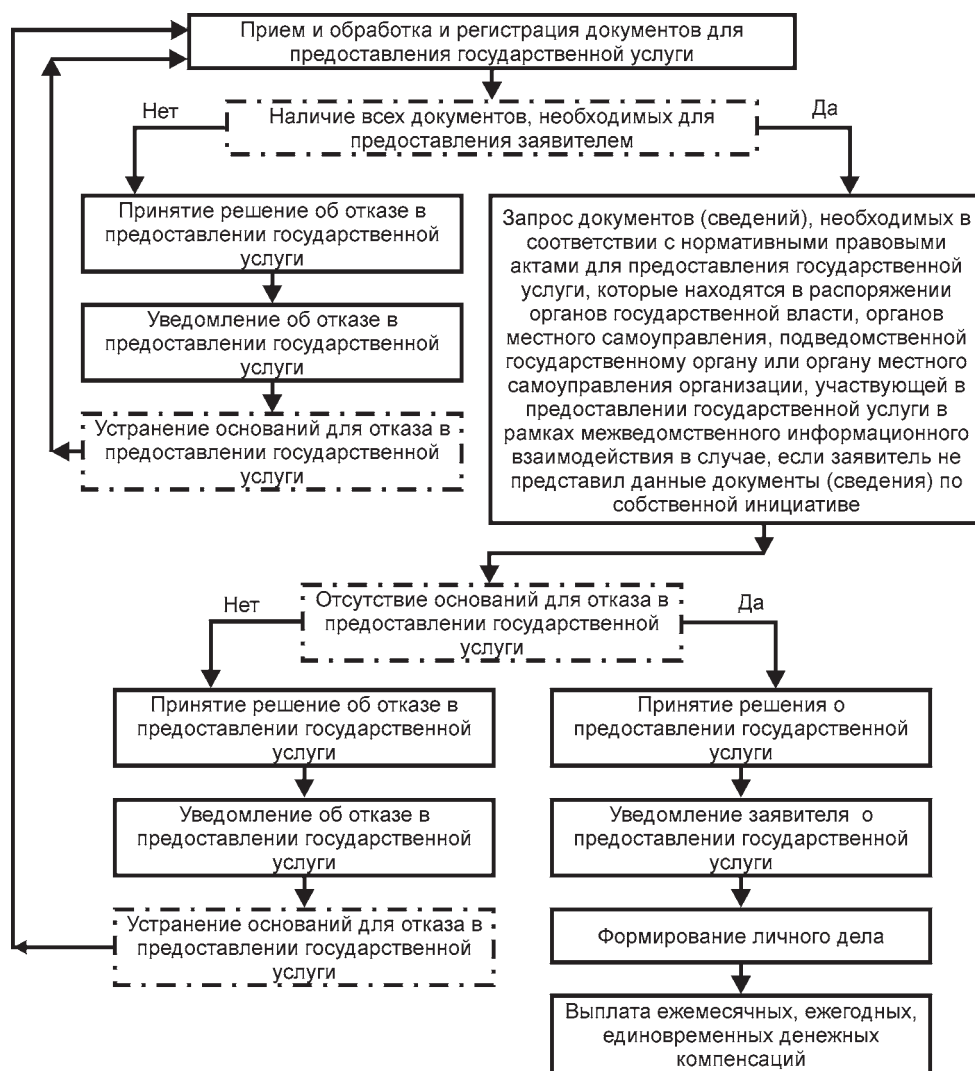 Прием и обработка и регистрация документов для
предоставления государственной услуги
Нет
Наличие всех документов, необходимых для
предоставления заявителем
Да
Принятие решение об отказе в
предоставлении государственной
услуги
Уведомление об отказе в
предоставлении государственной
услуги
Устранение оснований для отказа в
предоставлении государственной
услуги
Запрос документов (сведений), необходимых в
соответствии с нормативными правовыми
актами для предоставления государственной
услуги, которые находятся в распоряжении
органов государственной власти, органов
местного самоуправления, подведомственной
государственному органу или органу местного
самоуправления организации, участвующей в
предоставлении государственной услуги в
рамках межведомственного информационного
взаимодействия в случае, если заявитель не
представил данные документы (сведения) по
собственной инициативе
Нет
Отсутствие оснований для отказа в
предоставлении государственной
услуги
Да
Принятие решение об отказе в
предоставлении государственной
услуги
Уведомление об отказе в
предоставлении государственной
услуги
Устранение оснований для отказа в
предоставлении государственной
услуги
Принятие решения о
предоставлении государственной
услуги
Уведомление заявителя о
предоставлении государственной
услуги
Формирование личного дела
Выплата ежемесячных, ежегодных,
единовременных денежных
компенсаций